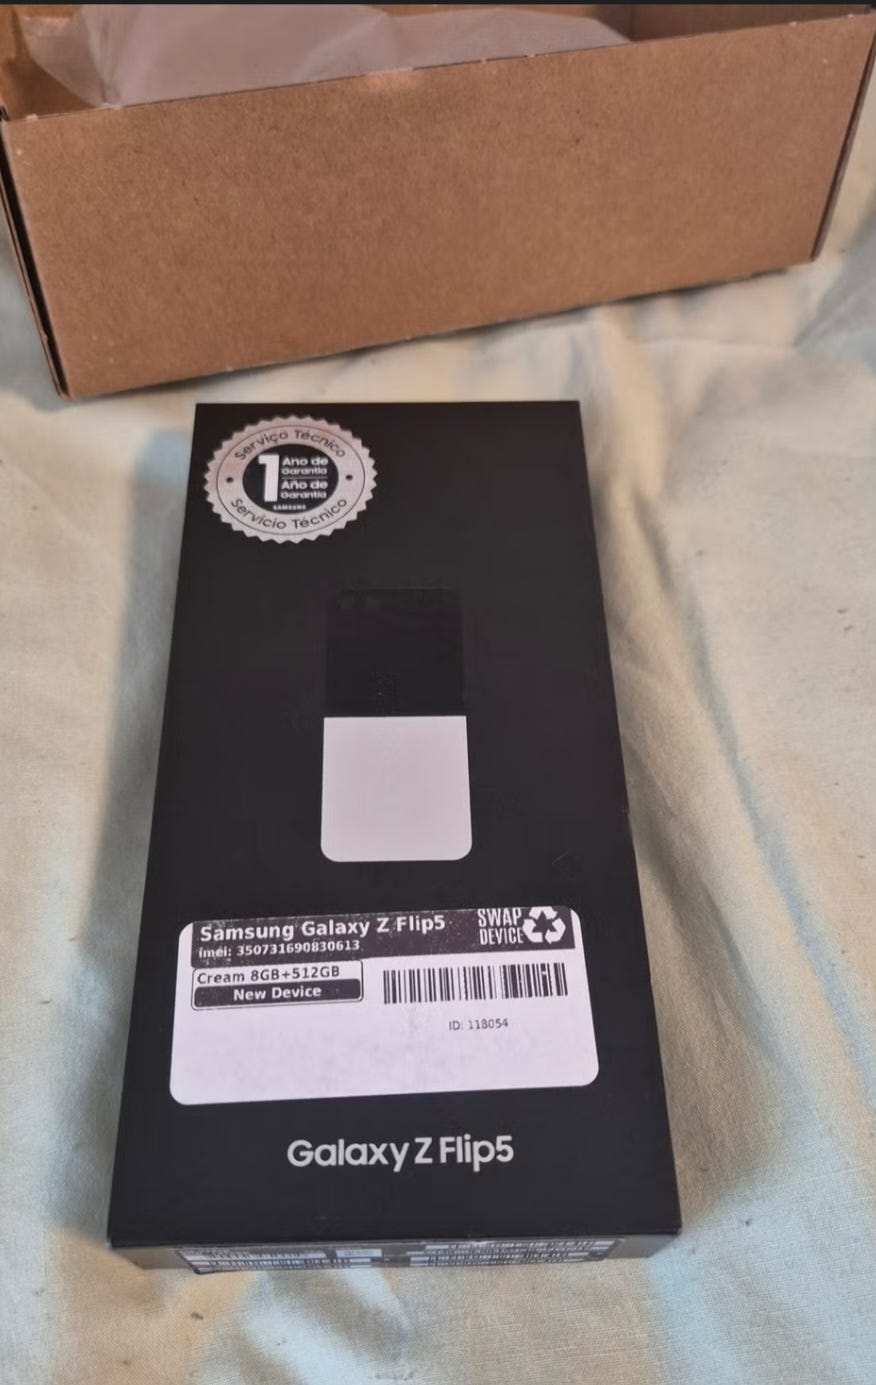 Serviço Técnico
1 Ano de
Garantia
Año de
Garantía
SAMSUNG
Servicio Técnico
Samsung Galaxy Z Flip5
imei: 350731690830613
SWAP
DEVICE
Cream 8GB+512GB
New Device
ID: 118054
Galaxy Z Flip5